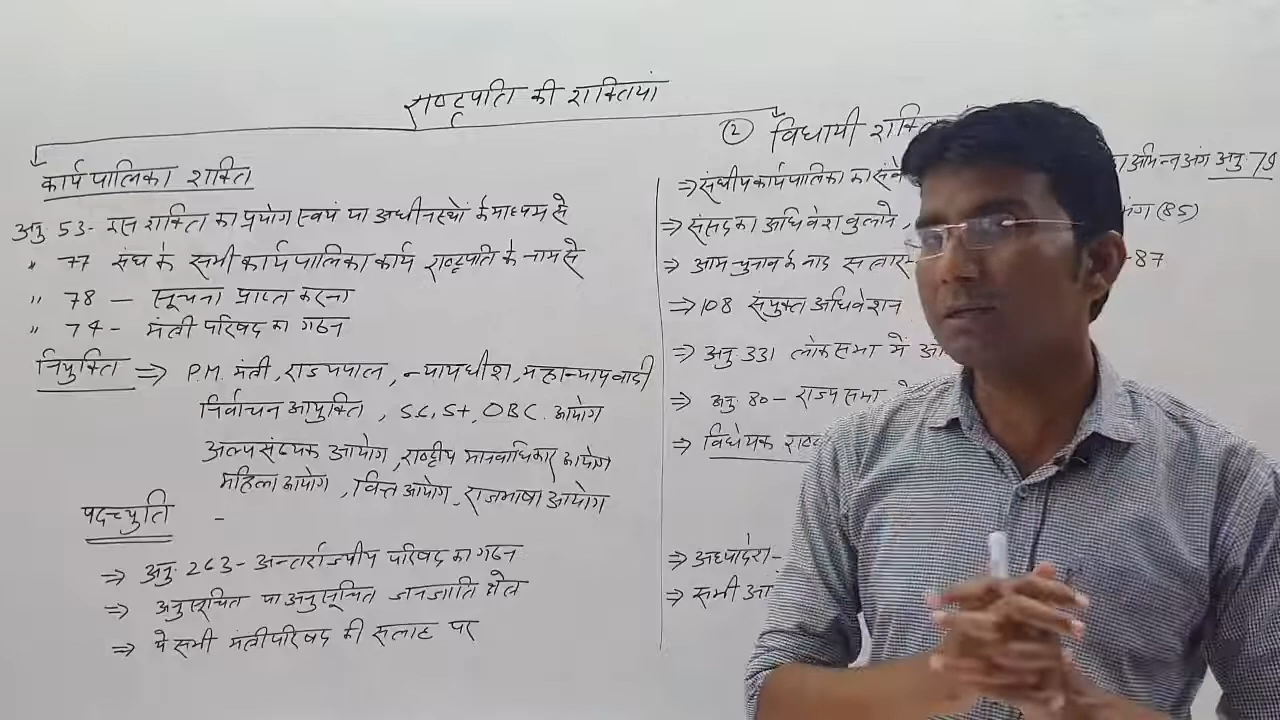 राष्ट्रपति की शक्तियां
कार्यपालिका शक्ति
अनु. 53- इस शक्ति का प्रयोग स्वयं या अधीनस्थों के माध्यम से
" 77 संघ के सभी कार्यपालिका कार्य राष्ट्रपति के नाम से
" 78 - सूचना प्राप्त करना
" 74 - मंत्री परिषद का गठन
नियुक्ति ⇒ P.M. मंत्री, राज्यपाल, न्यायधीश, महान्यायवादी
निर्वाचन आयुक्ति, SC, St, OBC. आयोग
अल्पसंख्यक आयोग, राष्ट्रीय मानवाधिकार आयोग
महिला आयोग, वित्त आयोग, राजभाषा आयोग
पदच्युति -
⇒ अनु. 263- अन्तर्राज्यीय परिषद का गठन
⇒ अनुसूचित या अनुसूचित जनजाति क्षेत्र
⇒ ये सभी मंत्रीपरिषद की सलाह पर
② विधायी शक्ति
⇒ संघीय कार्यपालिका का अभिन्न अंग अनु. 79
⇒ संसद का अधिवेश बुलाने, (85)
⇒ आम चुनाव के बाद -87
⇒ 108 संयुक्त अधिवेशन
⇒ अनु. 331 लोकसभा में
⇒ अनु. 80 - राज्यसभा
⇒ विधेयक
⇒ अध्यादेश-
⇒ सभी